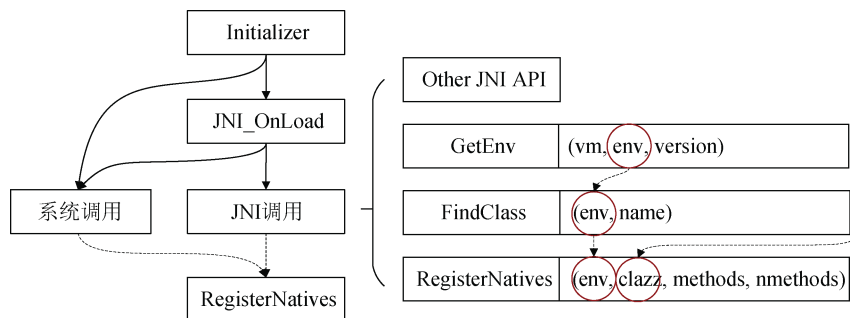 Initializer
JNI_OnLoad
系统调用
JNI调用
RegisterNatives
Other JNI API
GetEnv (vm, env, version)
FindClass (env, name)
RegisterNatives (env, clazz, methods, nmethods)